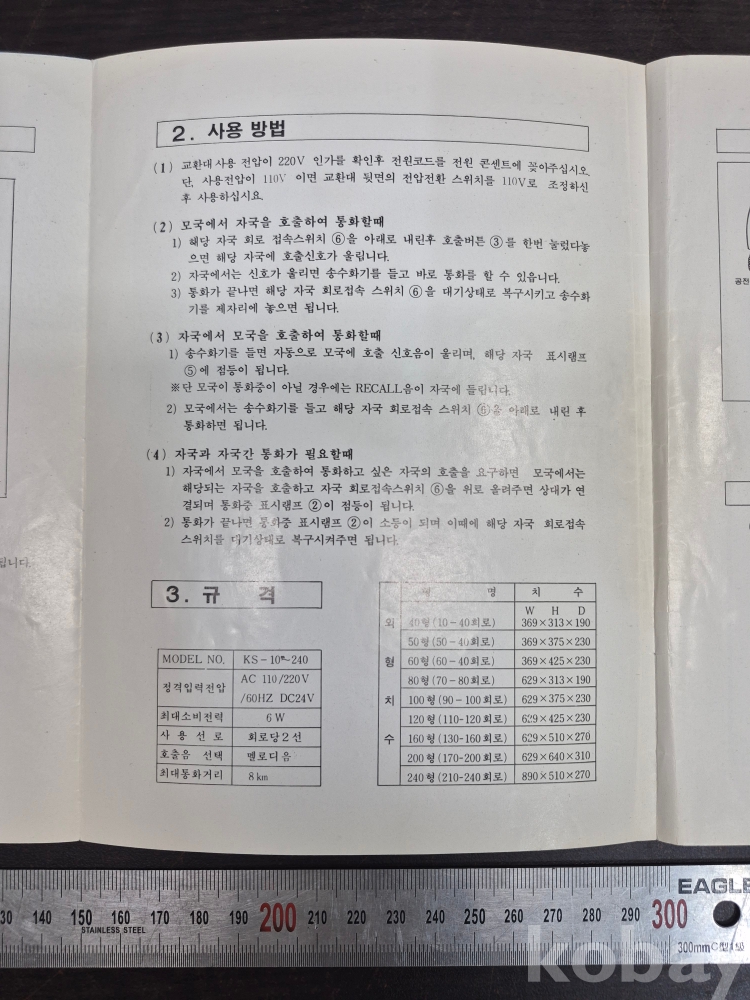 2. 사용 방법
(1) 교환대 사용 전압이 220V 인가를 확인후 전원코드를 전원 콘센트에 꽂아주십시오.
단, 사용전압이 110V 이면 교환대 뒷면의 전압전환 스위치를 110V로 조정하신
후 사용하십시요.
(2) 모국에서 자국을 호출하여 통화할때
1) 해당 자국 회로 접속스위치 ⑥을 아래로 내린후 호출버튼 ③를 한번 눌렀다놓
으면 해당 자국에 호출신호가 울립니다.
2) 자국에서는 신호가 울리면 송수화기를 들고 바로 통화를 할 수 있읍니다.
3) 통화가 끝나면 해당 자국 회로접속 스위치 ⑥을 대기상태로 복구시키고 송수화
기를 제자리에 놓으면 됩니다.
(3) 자국에서 모국을 호출하여 통화할때
1) 송수화기를 들면 자동으로 모국에 호출 신호음이 울리며, 해당 자국 표시램프
⑤에 점등이 됩니다.
※단 모국이 통화중이 아닐 경우에는 RECALL음이 자국에 들립니다.
2) 모국에서는 송수화기를 들고 해당 자국 회로접속 스위치 ⑥을 아래로 내린 후
통화하면 됩니다.
(4) 자국과 자국간 통화가 필요할때
1) 자국에서 모국을 호출하여 통화하고 싶은 자국의 호출을 요구하면 모국에서는
해당되는 자국을 호출하고 자국 회로접속스위치 ⑥을 위로 올려주면 상대가 연
결되며 통화중 표시램프 ②이 점등이 됩니다.
2) 통화가 끝나면 통화중 표시램프 ②이 소등이 되며 이때에 해당 자국 회로접속
스위치를 대기상태로 복구시켜주면 됩니다.
됩니다.
공전
3. 규 격
MODEL NO. KS-10~240
정격입력전압 AC 110/220V
/60HZ DC24V
최대소비전력 6W
사 용 선 로 회로당 2선
호출음 선택 멜로디 음
최대통화거리 8km
외 형 치 수
제 명 치 수
W H D
40형(10-40회로) 369×313×190
50형(50-40회로) 369×375×230
60형(60-40회로) 369×425×230
80형(70-80회로) 629×313×190
100형(90-100회로) 629×375×230
120형(110-120회로) 629×425×230
160형(130-160회로) 629×510×270
200형(170-200회로) 629×640×310
240형(210-240회로) 890×510×270
EAGLE
30 140 150 160 170 180 190 200 210 220 230 240 250 260 270 280 290 300
STAINLESS STEEL
300mm
kobay